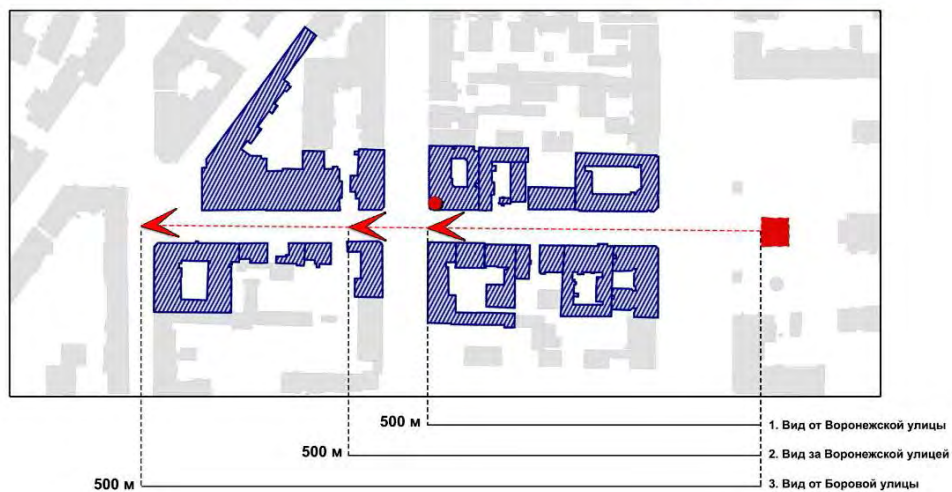 500 м
1. Вид от Воронежской улицы
500 м
2. Вид за Воронежской улицей
500 м
3. Вид от Боровой улицы